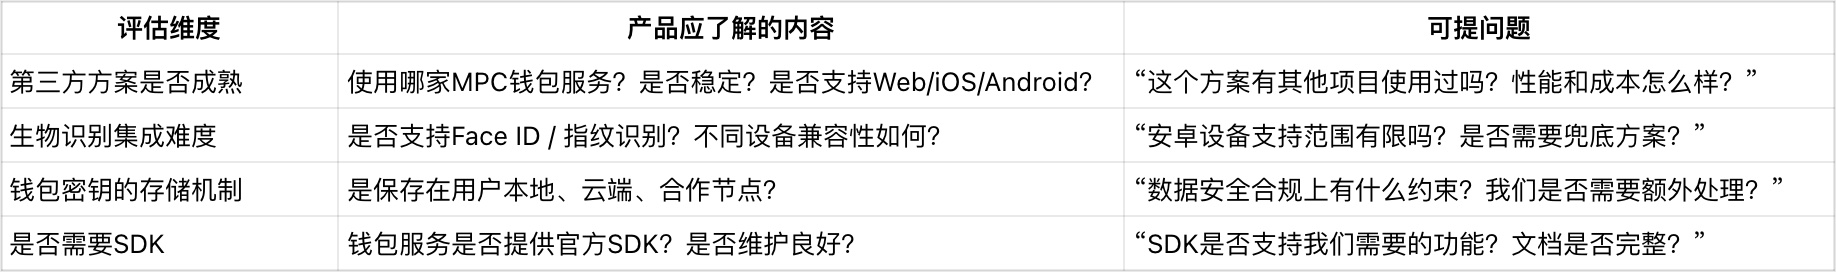 评估维度 产品应了解的内容 可提问题
第三方方案是否成熟 使用哪家MPC钱包服务？是否稳定？是否支持Web/iOS/Android？ “这个方案有其他项目使用过吗？性能和成本怎么样？”
生物识别集成难度 是否支持Face ID / 指纹识别？不同设备兼容性如何？ “安卓设备支持范围有限吗？是否需要兜底方案？”
钱包密钥的存储机制 是保存在用户本地、云端、合作节点？ “数据安全合规上有什么约束？我们是否需要额外处理？”
是否需要SDK 钱包服务是否提供官方SDK？是否维护良好？ “SDK是否支持我们需要的功能？文档是否完整？”